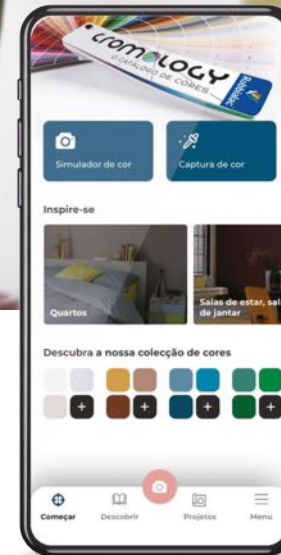 CROMOLOGY
O CATÁLOGO DE CORES
Robbialac
Simulador de cor
Captura de cor
Inspire-se
Quartos
Salas de estar, sal
de jantar
Descubra a nossa colecção de cores
Começar
Descobrir
Projetos
Menu